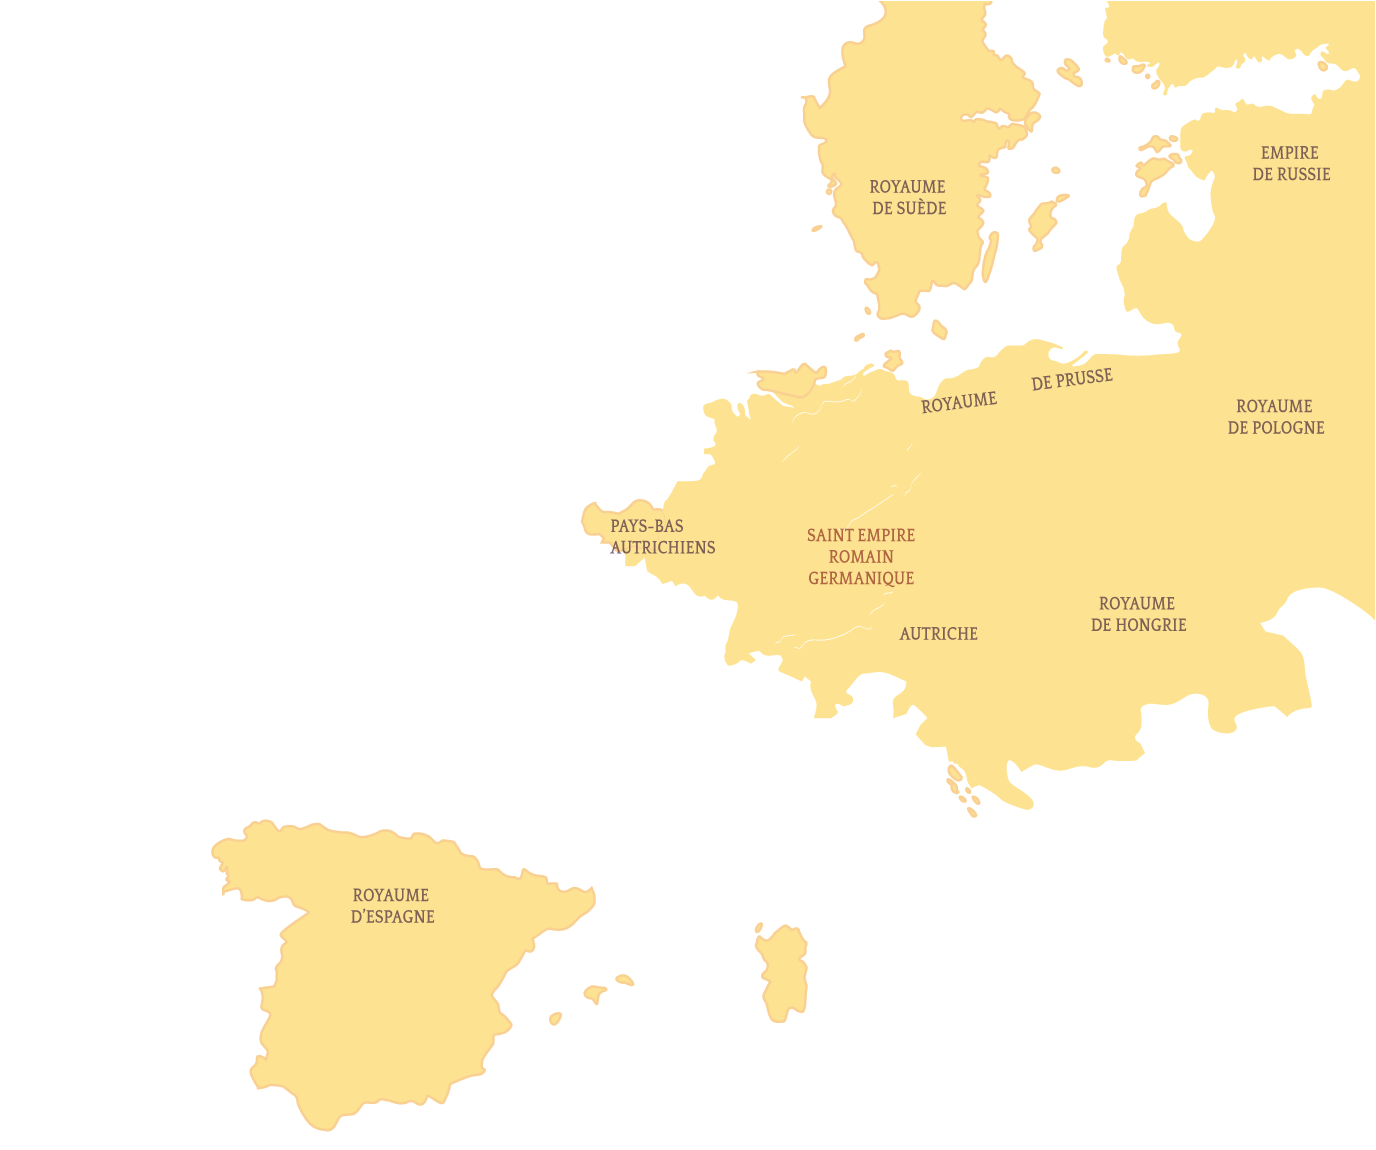 EMPIRE
DE RUSSIE
ROYAUME
DE SUÈDE
ROYAUME DE PRUSSE
ROYAUME
DE POLOGNE
PAYS-BAS
AUTRICHIENS
SAINT EMPIRE
ROMAIN
GERMANIQUE
ROYAUME
DE HONGRIE
AUTRICHE
ROYAUME
D'ESPAGNE